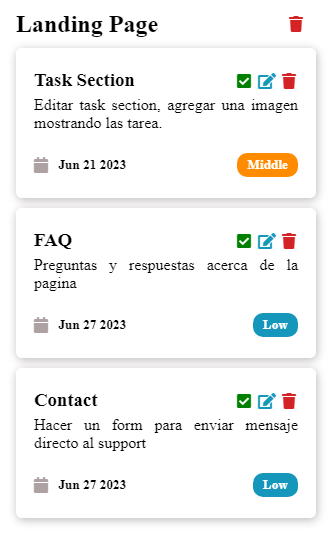 Landing Page
Task Section
Editar task section, agregar una imagen
mostrando las tarea.
Jun 21 2023
Middle
FAQ
Preguntas y respuestas acerca de la
pagina
Jun 27 2023
Low
Contact
Hacer un form para enviar mensaje
directo al support
Jun 27 2023
Low